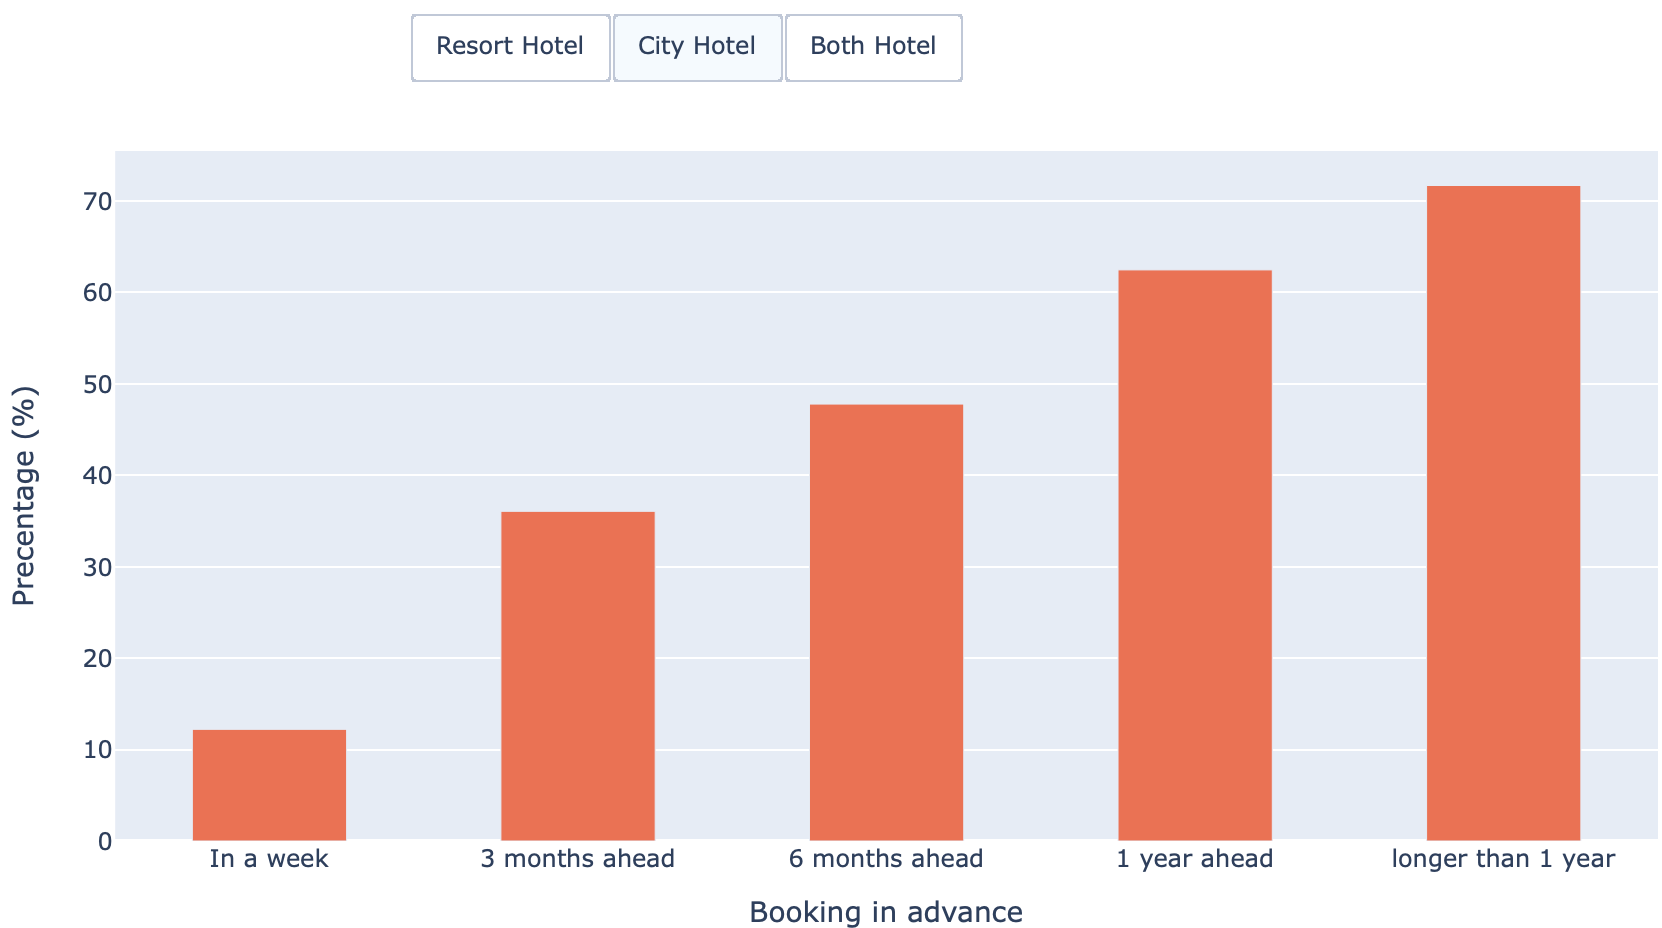 Resort Hotel City Hotel Both Hotel
70
60
50
40
30
20
10
0
Precentage (%)
In a week 3 months ahead 6 months ahead 1 year ahead longer than 1 year
Booking in advance